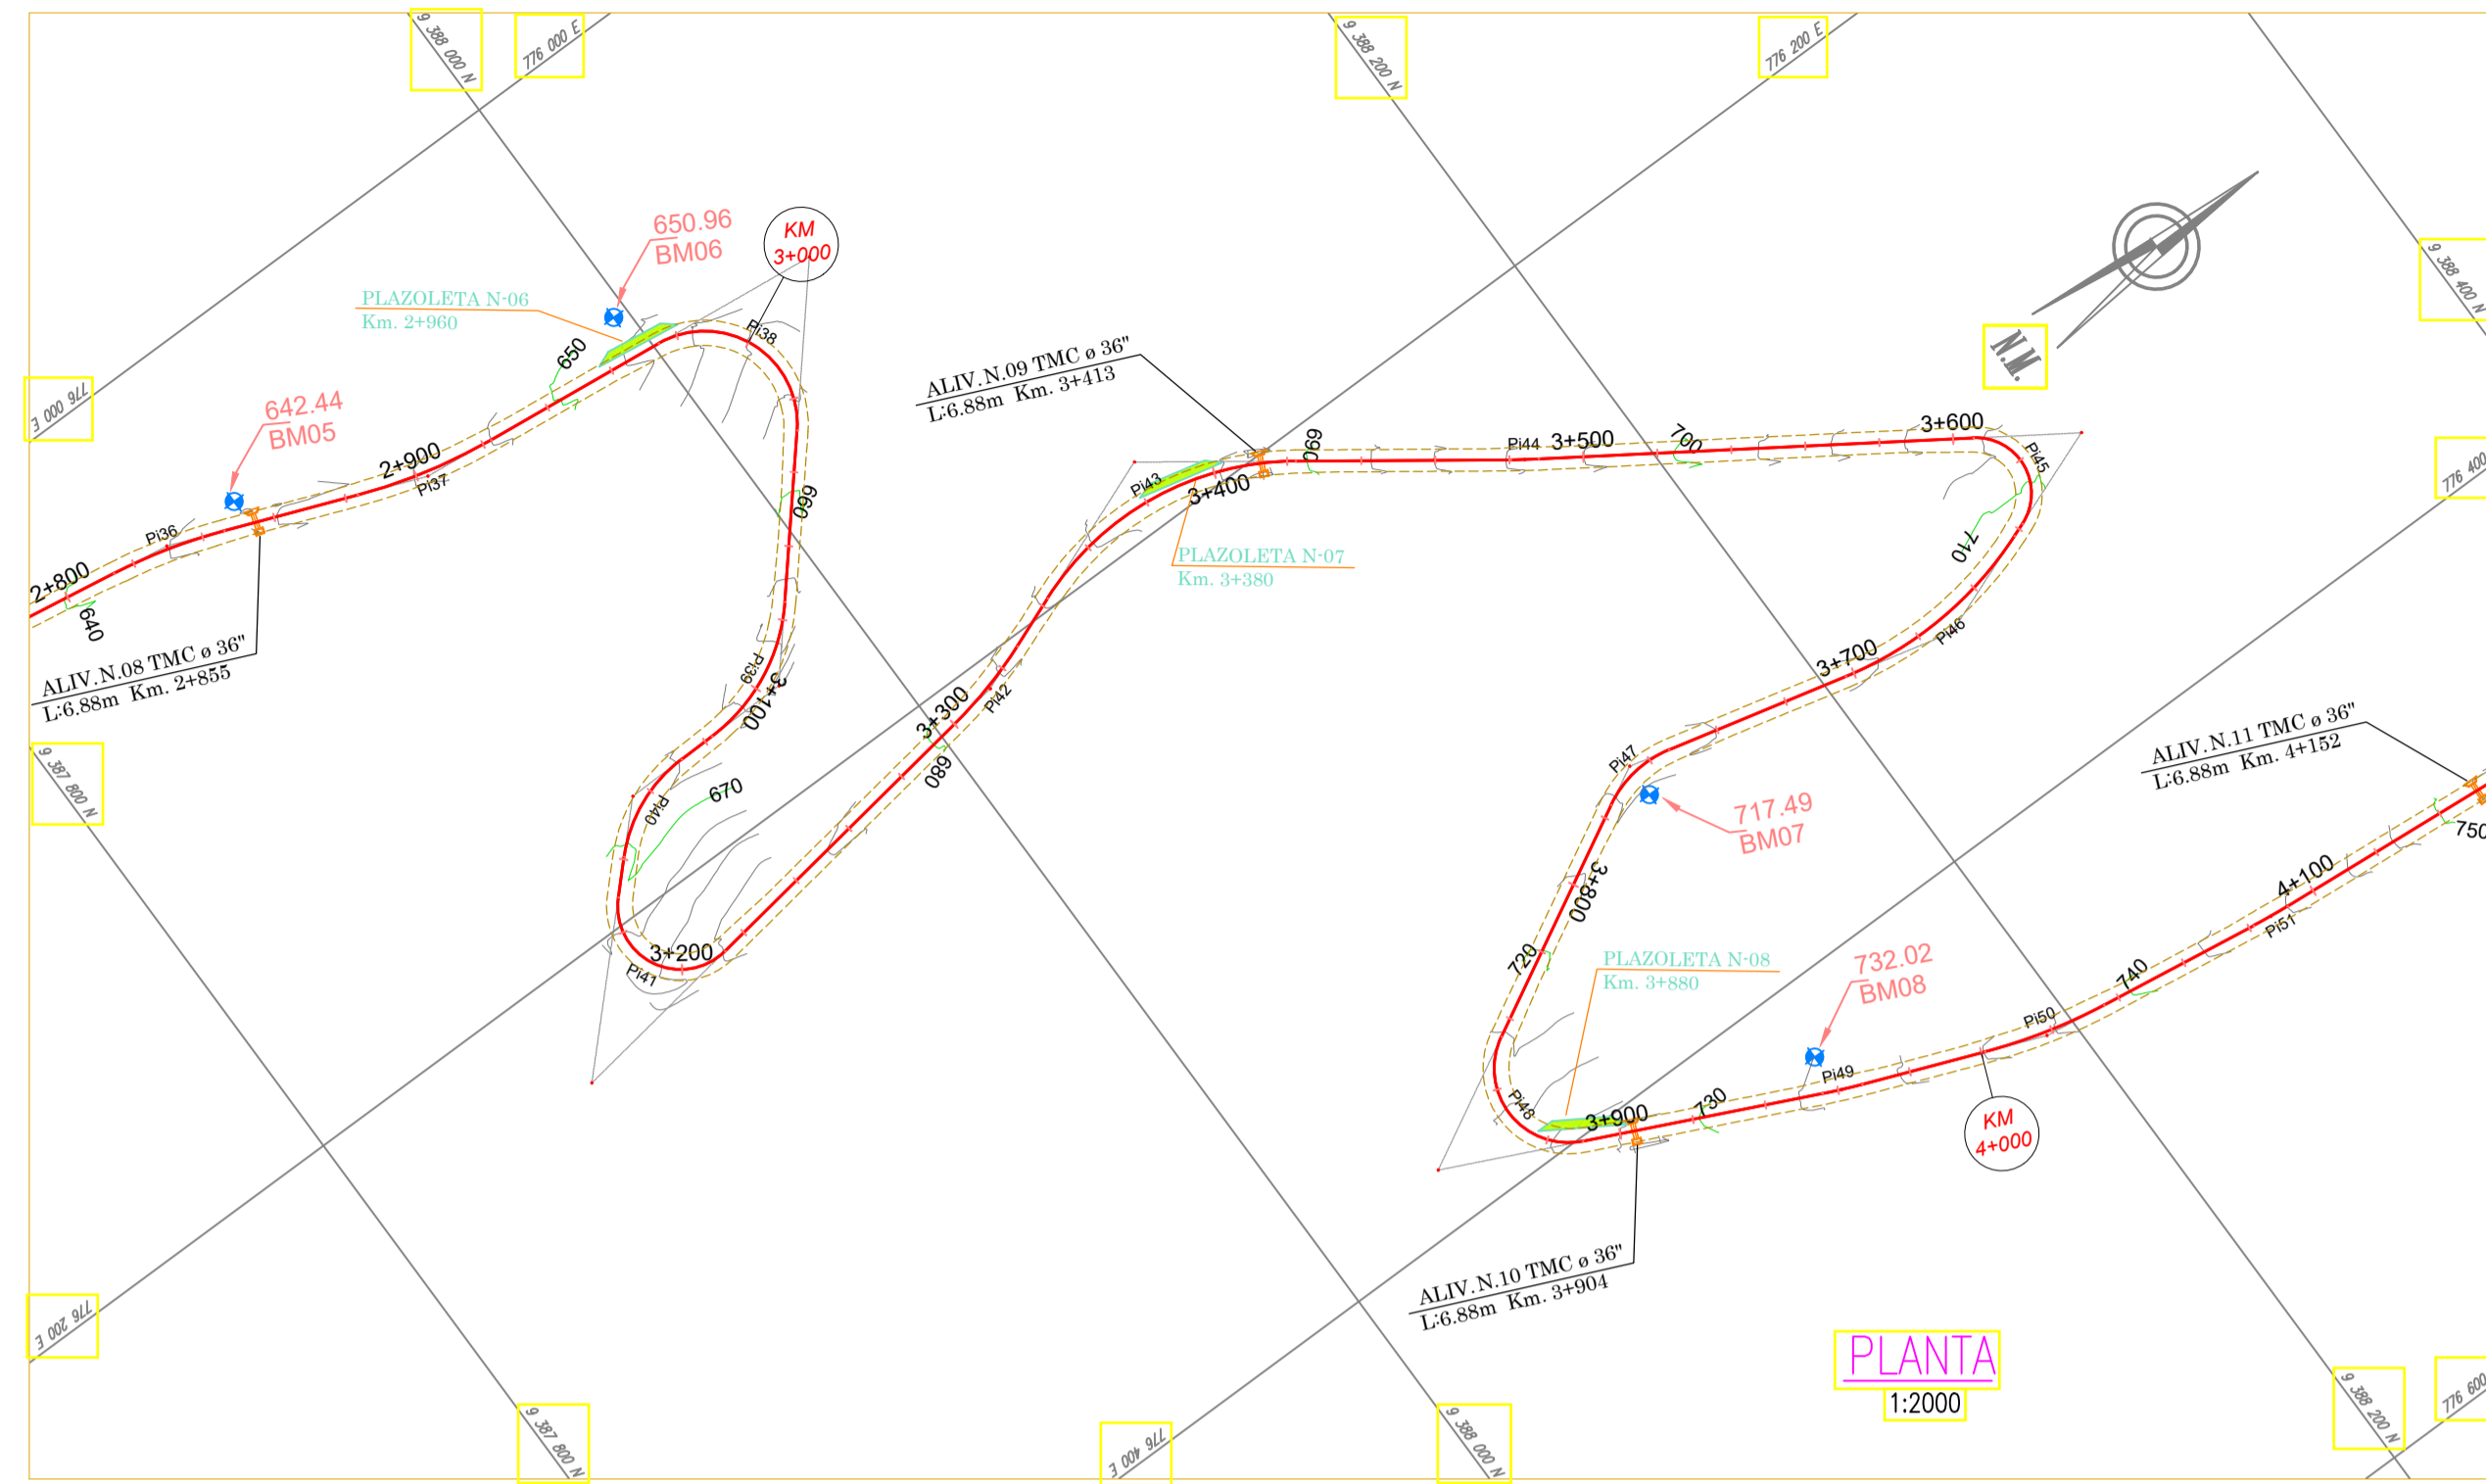 9 388 000 N
776 000 E
9 388 200 N
776 200 E
9 388 400 N
776 400
N.M.
650.96
BM06
KM
3+000
PLAZOLETA N-06
Km. 2+960
Pi38
650
642.44
BM05
776 000 E
2+900
Pi37
Pi36
2+800
640
660
ALIV. N.08 TMC ø 36"
L:6.88m Km. 2+855
ALIV. N.09 TMC ø 36"
L:6.88m Km. 3+413
690
Pi43
3+400
Pi44
3+500
700
3+600
Pi45
PLAZOLETA N-07
Km. 3+380
710
Pi46
3+700
Pi39
3+100
3+300
Pi42
680
670
Pi40
3+200
Pi41
9 387 800 N
Pi47
717.49
BM07
ALIV. N.11 TMC ø 36"
L:6.88m Km. 4+152
750
3+800
720
4+100
Pi51
PLAZOLETA N-08
Km. 3+880
732.02
BM08
740
Pi50
Pi49
Pi48
3+900
730
KM
4+000
ALIV. N.10 TMC ø 36"
L:6.88m Km. 3+904
776 200 E
PLANTA
1:2000
9 387 800 N
776 400 E
9 388 000 N
9 388 200 N
776 600